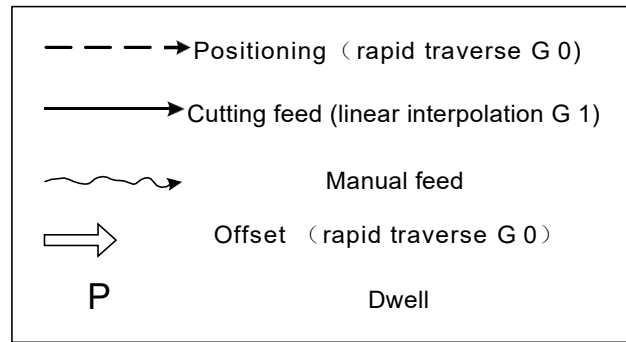 Positioning（rapid traverse G 0)
Cutting feed (linear interpolation G 1)
Manual feed
Offset （rapid traverse G 0）
P Dwell